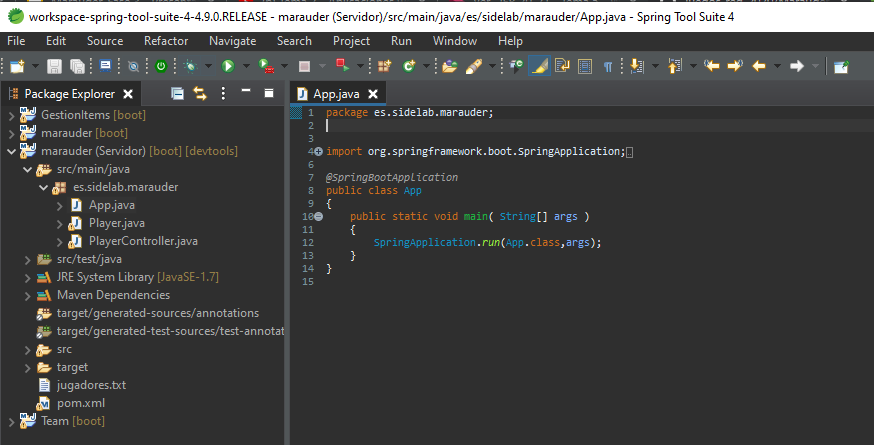 workspace-spring-tool-suite-4-4.9.0.RELEASE - marauder (Servidor)/src/main/java/es/sidelab/marauder/App.java - Spring Tool Suite 4
File Edit Source Refactor Navigate Search Project Run Window Help
Package Explorer
GestionItems [boot]
marauder [boot]
marauder (Servidor) [boot] [devtools]
src/main/java
es.sidelab.marauder
App.java
Player.java
PlayerController.java
src/test/java
JRE System Library [JavaSE-1.7]
Maven Dependencies
target/generated-sources/annotations
target/generated-test-sources/test-annotat
src
target
jugadores.txt
pom.xml
Team [boot]
App.java
1 package es.sidelab.marauder;
2
3
4 import org.springframework.boot.SpringApplication;
6
7 @SpringBootApplication
8 public class App
9 {
10 public static void main( String[] args )
11 {
12 SpringApplication.run(App.class,args);
13 }
14 }
15